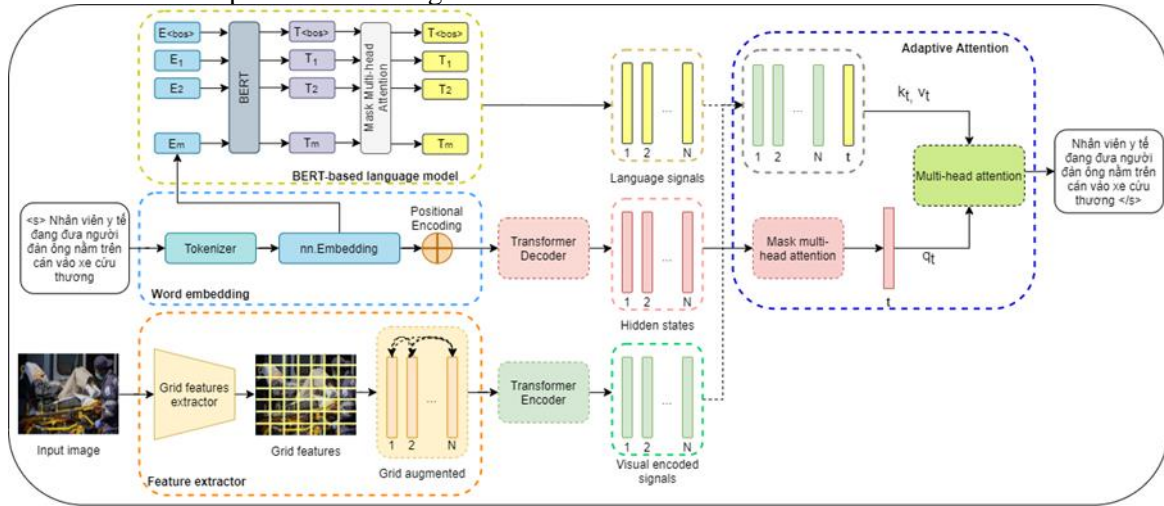 E<bos>
E1
E2
Em
BERT
T<bos>
T1
T2
Tm
Mask Multi-head
Attention
T<bos>
T1
T2
Tm
BERT-based language model
<s> Nhân viên y tế
đang đưa người
đàn ông nằm trên
cán vào xe cứu
thương
Tokenizer
nn.Embedding
Positional
Encoding
Word embedding
Input image
Grid features
extractor
Grid features
1 2 ... N
Grid augmented
Feature extractor
Transformer
Decoder
Transformer
Encoder
... 
1 2 N
Language signals
...
1 2 N
Hidden states
...
1 2 N
Visual encoded
signals
Adaptive Attention
...
1 2 N t
kt, vt
Mask multi-
head attention
t
qt
Multi-head attention
Nhân viên y tế
đang đưa người
đàn ông nằm trên
cán vào xe cứu
thương </s>